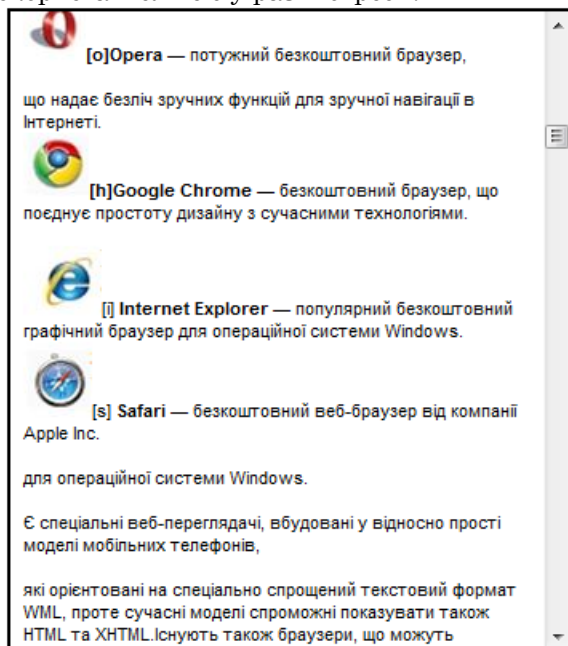 [o]Opera — потужний безкоштовний браузер,
що надає безліч зручних функцій для зручної навігації в
Інтернеті.
[h]Google Chrome — безкоштовний браузер, що
поєднує простоту дизайну з сучасними технологіями.
[i] Internet Explorer — популярний безкоштовний
графічний браузер для операційної системи Windows.
[s] Safari — безкоштовний веб-браузер від компанії
Apple Inc.
для операційної системи Windows.
Є спеціальні веб-переглядачі, вбудовані у відносно прості
моделі мобільних телефонів,
які орієнтовані на спеціально спрощений текстовий формат
WML, проте сучасні моделі спроможні показувати також
HTML та XHTML.Існують також браузери, що можуть